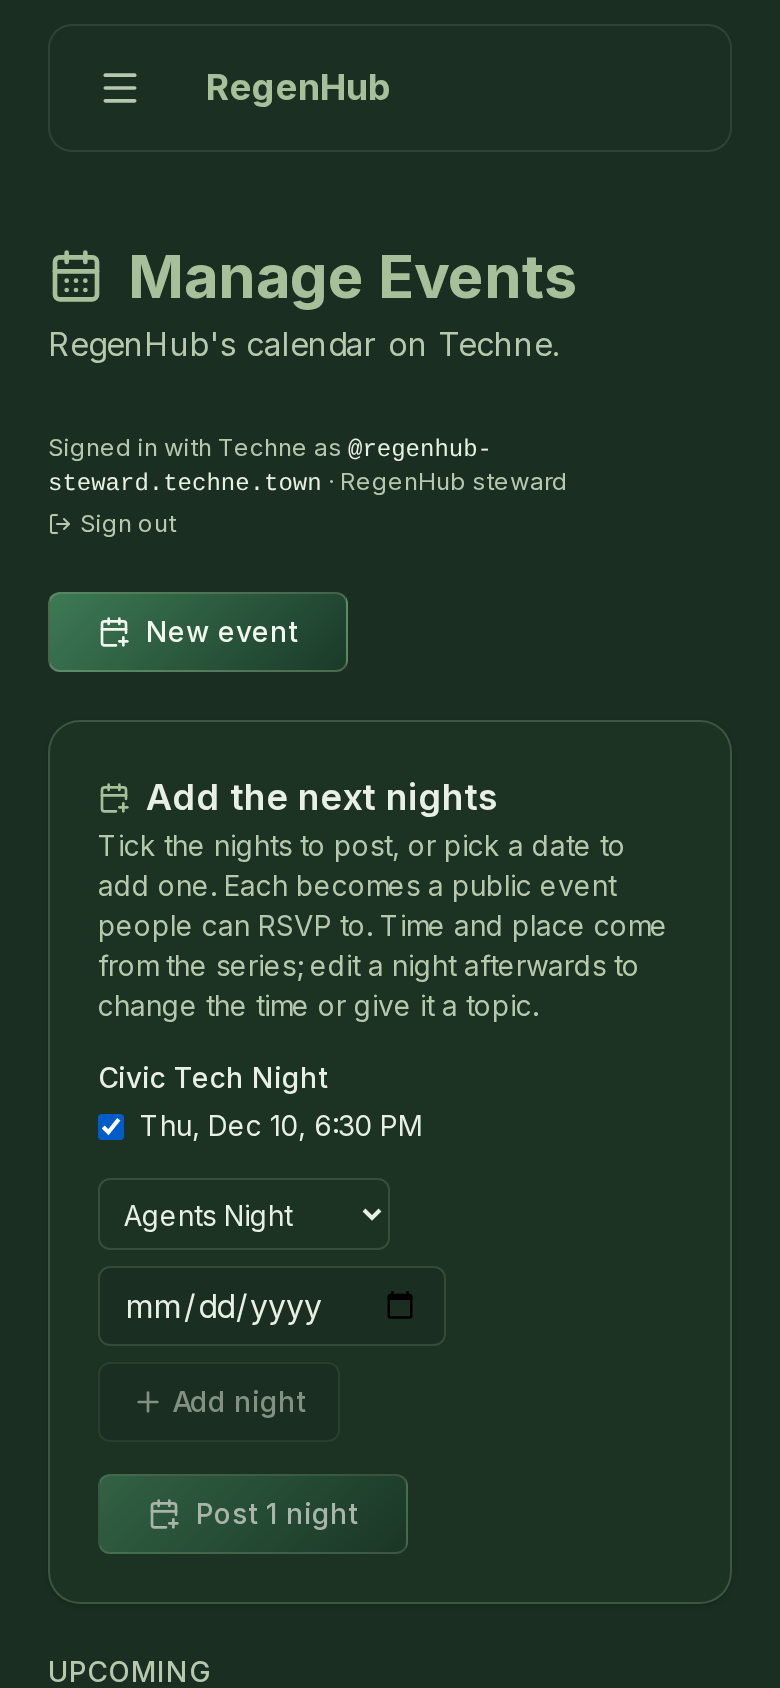 RegenHub
Manage Events
RegenHub's calendar on Techne.
Signed in with Techne as @regenhub-
steward.techne.town · RegenHub steward
Sign out
New event
Add the next nights
Tick the nights to post, or pick a date to
add one. Each becomes a public event
people can RSVP to. Time and place come
from the series; edit a night afterwards to
change the time or give it a topic.
Civic Tech Night
Thu, Dec 10, 6:30 PM
Agents Night
mm/dd/yyyy
Add night
Post 1 night
UPCOMING